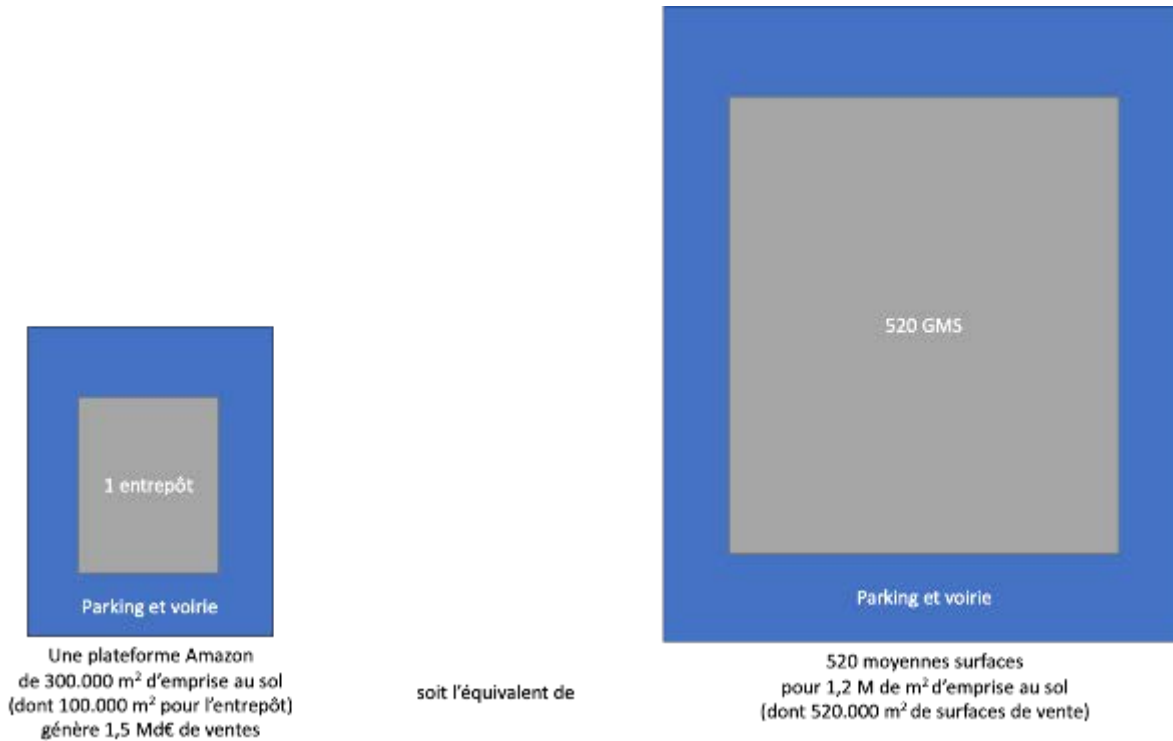 520 GMS
1 entrepôt
Parking et voirie
Parking et voirie
Une plateforme Amazon
de 300.000 m² d'emprise au sol
(dont 100.000 m² pour l'entrepôt)
génère 1,5 Md€ de ventes
soit l'équivalent de
520 moyennes surfaces
pour 1,2 M de m² d'emprise au sol
(dont 520.000 m² de surfaces de vente)